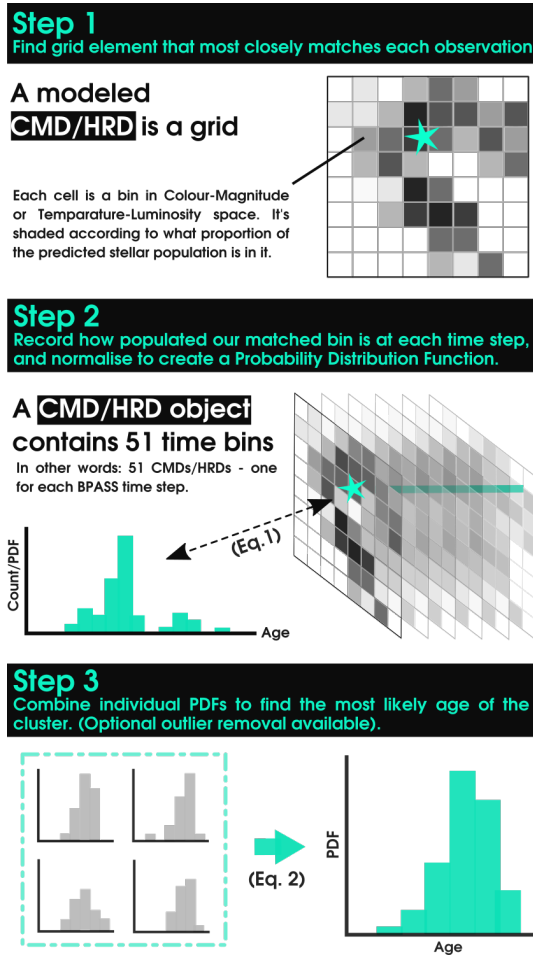 Step 1
Find grid element that most closely matches each observation
A modeled
CMD/HRD is a grid
Each cell is a bin in Colour-Magnitude
or Temparature-Luminosity space. It's
shaded according to what proportion of
the predicted stellar population is in it.
Step 2
Record how populated our matched bin is at each time step,
and normalise to create a Probability Distribution Function.
A CMD/HRD object
contains 51 time bins
In other words: 51 CMDs/HRDs - one
for each BPASS time step.
(Eq.1)
Count/PDF
Age
Step 3
Combine individual PDFs to find the most likely age of the
cluster. (Optional outlier removal available).
(Eq. 2)
PDF
Age